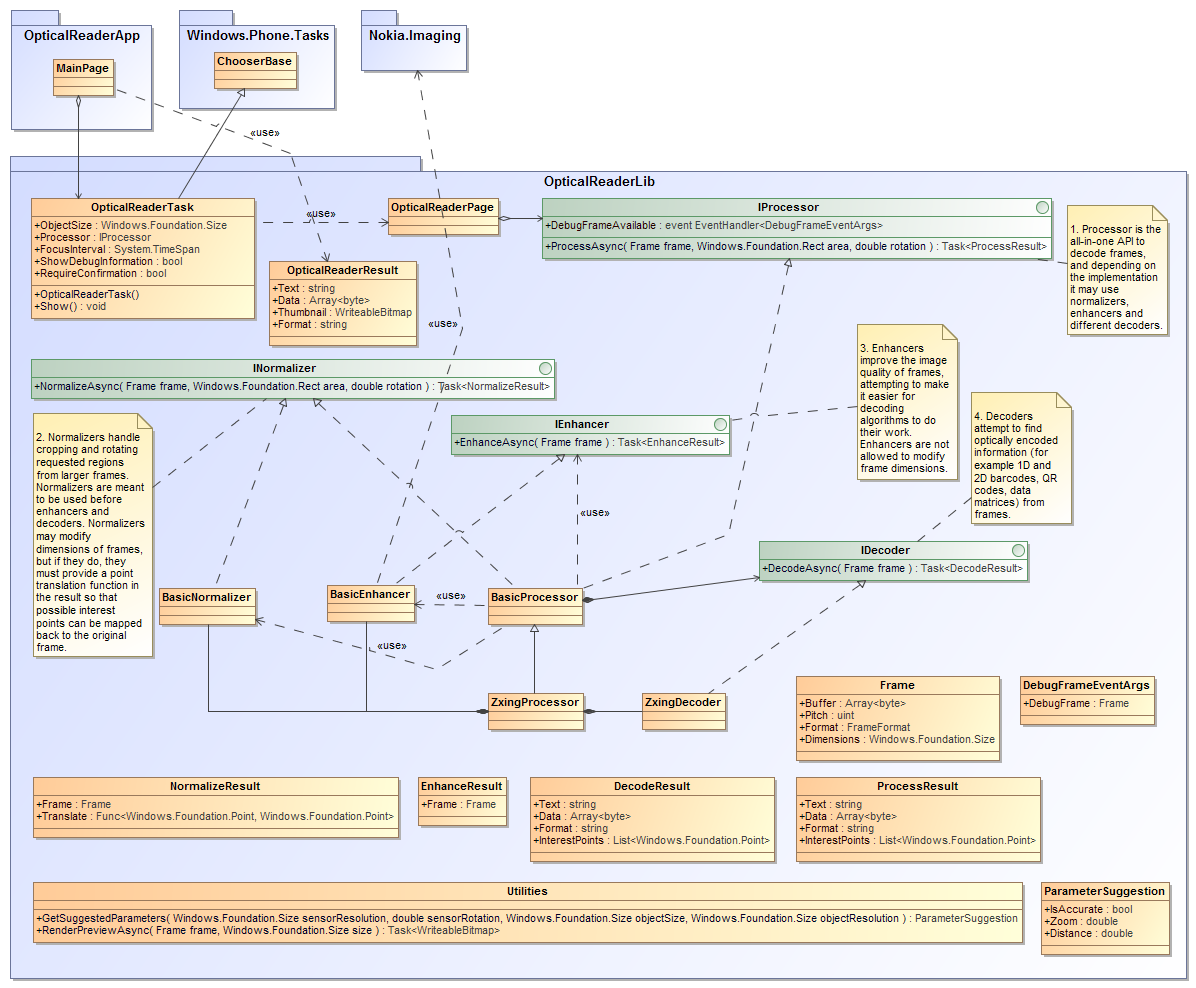 OpticalReaderApp
MainPage
Windows.Phone.Tasks
ChooserBase
Nokia.Imaging
«use»
OpticalReaderLib
OpticalReaderTask
+ObjectSize : Windows.Foundation.Size
+Processor : IProcessor
+FocusInterval : System.TimeSpan
+ShowDebugInformation : bool
+RequireConfirmation : bool
+OpticalReaderTask()
+Show() : void
«use»
OpticalReaderPage
OpticalReaderResult
+Text : string
+Data : Array<byte>
+Thumbnail : WriteableBitmap
+Format : string
IProcessor
+DebugFrameAvailable : event EventHandler<DebugFrameEventArgs>
+ProcessAsync( Frame frame, Windows.Foundation.Rect area, double rotation ) : Task<ProcessResult>
1. Processor is the
all-in-one API to
decode frames,
and depending on
the implementation
it may use
normalizers,
enhancers and
different decoders.
«use»
INormalizer
+NormalizeAsync( Frame frame, Windows.Foundation.Rect area, double rotation ) : Task<NormalizeResult>
3. Enhancers
improve the image
quality of frames,
attempting to make
it easier for
decoding
algorithms to do
their work.
Enhancers are not
allowed to modify
frame dimensions.
IEnhancer
+EnhanceAsync( Frame frame ) : Task<EnhanceResult>
4. Decoders
attempt to find
optically encoded
information (for
example 1D and
2D barcodes, QR
codes, data
matrices) from
frames.
2. Normalizers handle
cropping and rotating
requested regions
from larger frames.
Normalizers are meant
to be used before
enhancers and
decoders. Normalizers
may modify
dimensions of frames,
but if they do, they
must provide a point
translation function in
the result so that
possible interest
points can be mapped
back to the original
frame.
«use»
IDecoder
+DecodeAsync( Frame frame ) : Task<DecodeResult>
BasicNormalizer
BasicEnhancer
«use»
BasicProcessor
«use»
ZxingProcessor
ZxingDecoder
Frame
+Buffer : Array<byte>
+Pitch : uint
+Format : FrameFormat
+Dimensions : Windows.Foundation.Size
DebugFrameEventArgs
+DebugFrame : Frame
NormalizeResult
+Frame : Frame
+Translate : Func<Windows.Foundation.Point, Windows.Foundation.Point>
EnhanceResult
+Frame : Frame
DecodeResult
+Text : string
+Data : Array<byte>
+Format : string
+InterestPoints : List<Windows.Foundation.Point>
ProcessResult
+Text : string
+Data : Array<byte>
+Format : string
+InterestPoints : List<Windows.Foundation.Point>
Utilities
+GetSuggestedParameters( Windows.Foundation.Size sensorResolution, double sensorRotation, Windows.Foundation.Size objectSize, Windows.Foundation.Size objectResolution ) : ParameterSuggestion
+RenderPreviewAsync( Frame frame, Windows.Foundation.Size size ) : Task<WriteableBitmap>
ParameterSuggestion
+IsAccurate : bool
+Zoom : double
+Distance : double